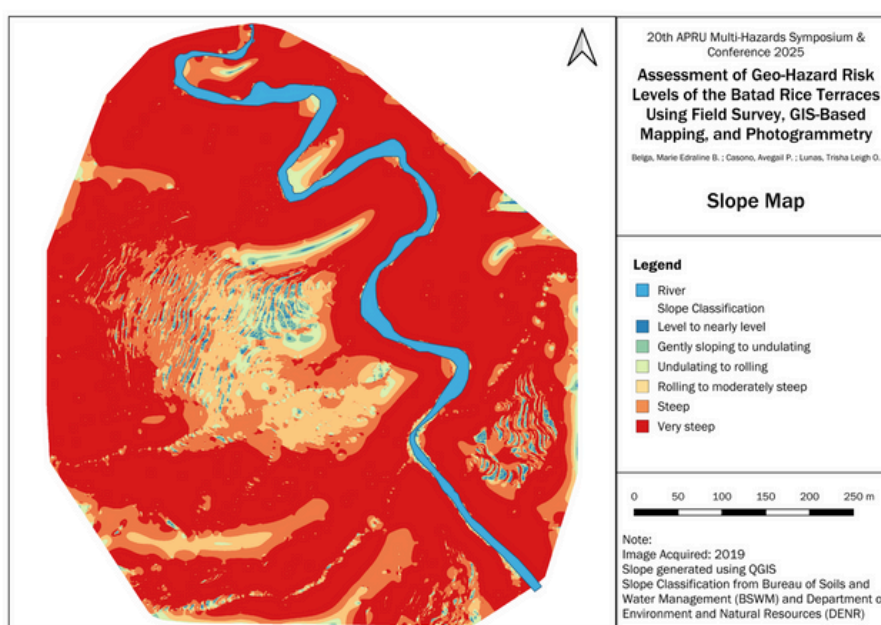 20th APRU Multi-Hazards Symposium &
Conference 2025
Assessment of Geo-Hazard Risk
Levels of the Batad Rice Terraces
Using Field Survey, GIS-Based
Mapping, and Photogrammetry
Belga, Marie Edraline B. ; Casono, Avegail P. ; Lunas, Trisha Leigh O.
Slope Map
Legend
River
Slope Classification
Level to nearly level
Gently sloping to undulating
Undulating to rolling
Rolling to moderately steep
Steep
Very steep
0 50 100 150 200 250 m
Note:
Image Acquired: 2019
Slope generated using QGIS
Slope Classification from Bureau of Soils and
Water Management (BSWM) and Department o
Environment and Natural Resources (DENR)